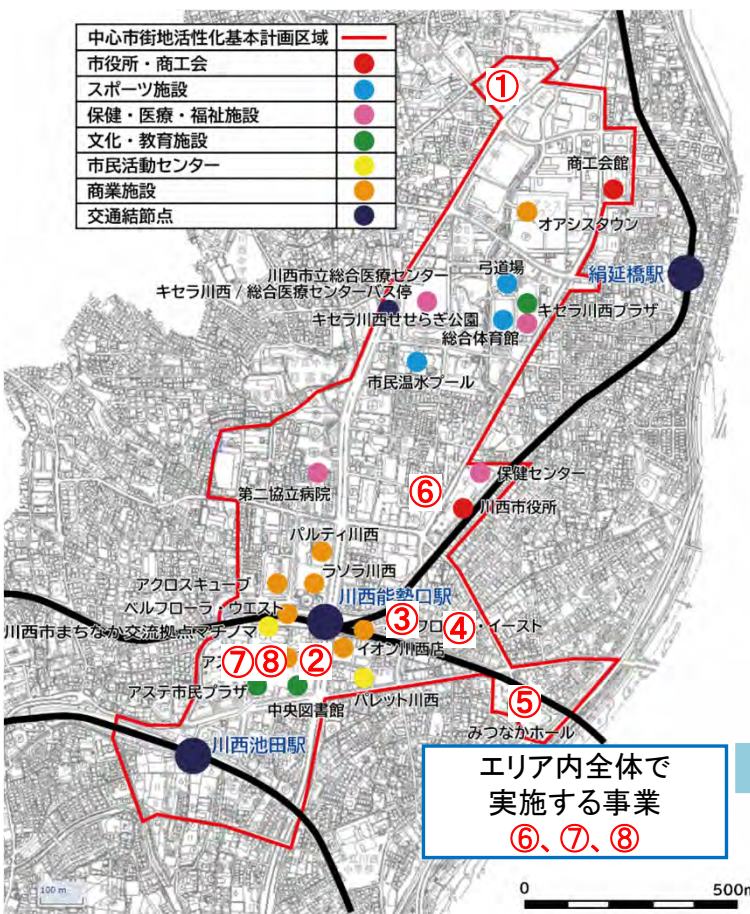 中心市街地活性化基本計画区域
市役所・商工会
スポーツ施設
保健・医療・福祉施設
文化・教育施設
市民活動センター
商業施設
交通結節点
①
商工会館
オアシスタウン
川西市立総合医療センター
弓道場
絹延橋駅
キセラ川西 / 総合医療センターバス停
キセラ川西せせらぎ公園
キセラ川西プラザ
総合体育館
市民温水プール
第二協立病院
⑥
保健センター
川西市役所
パルティ川西
アクロスキューブ
ラソラ川西
ベルフローラ・ウエスト
川西能勢口駅
③
④
フロ
・イースト
川西市まちなか交流拠点マチノマ
イオン川西店
アス
⑦⑧
②
アステ市民プラザ
中央図書館
パレット川西
⑤
みつなかホール
川西池田駅
エリア内全体で
実施する事業
⑥、⑦、⑧
100 m
0
500m